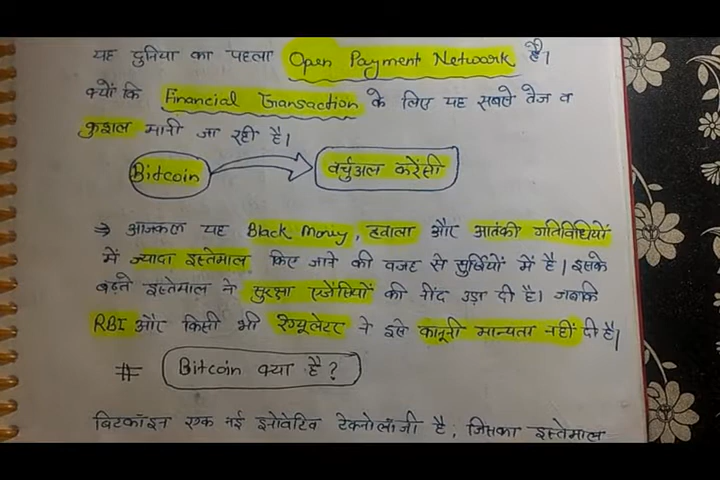 यह दुनिया का पहला Open Payment Network है।
क्यों कि Financial Transaction के लिए यह सबसे तेज व
कुशल मानी जा रही है।
Bitcoin वर्चुअल करेंसी
⇒ आजकल यह Black Money, हवाला और आतंकी गतिविधियों
में ज्यादा इस्तेमाल किए जाने की वजह से सुर्खियों में है। इसके
बढ़ते इस्तेमाल ने सुरक्षा एजेंसियों की नींद उड़ा दी है। जबकि
RBI और किसी भी रेग्यूलेटर ने इसे कानूनी मान्यता नहीं दी है।
# Bitcoin क्या है?
बिटकॉइन एक नई इनोवेटिव टेक्नोलॉजी है, जिसका इस्तेमाल